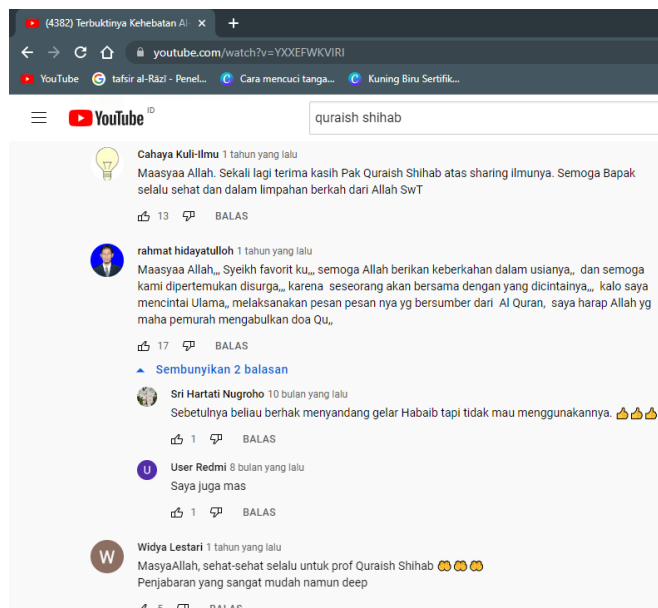 (4382) Terbuktinya Kehebatan Al-
youtube.com/watch?v=YXXEFWKVIRI
YouTube tafsir al-Rāzī - Penel... Cara mencuci tanga... Kuning Biru Sertifik...
YouTube ID quraish shihab
Cahaya Kuli-Ilmu 1 tahun yang lalu
Maasyaa Allah. Sekali lagi terima kasih Pak Quraish Shihab atas sharing ilmunya. Semoga Bapak
selalu sehat dan dalam limpahan berkah dari Allah SwT
13 BALAS
rahmat hidayatulloh 1 tahun yang lalu
Maasyaa Allah,,, Syeikh favorit ku,,, semoga Allah berikan keberkahan dalam usianya,, dan semoga
kami dipertemukan disurga,,, karena seseorang akan bersama dengan yang dicintainya,,, kalo saya
mencintai Ulama,, melaksanakan pesan pesan nya yg bersumber dari Al Quran, saya harap Allah yg
maha pemurah mengabulkan doa Qu,,
17 BALAS
Sembunyikan 2 balasan
Sri Hartati Nugroho 10 bulan yang lalu
Sebetulnya beliau berhak menyandang gelar Habaib tapi tidak mau menggunakannya. 👍👍👍
1 BALAS
U
User Redmi 8 bulan yang lalu
Saya juga mas
1 BALAS
W
Widya Lestari 1 tahun yang lalu
MasyaAllah, sehat-sehat selalu untuk prof Quraish Shihab 🤲🤲🤲
Penjabaran yang sangat mudah namun deep
5 BALAS